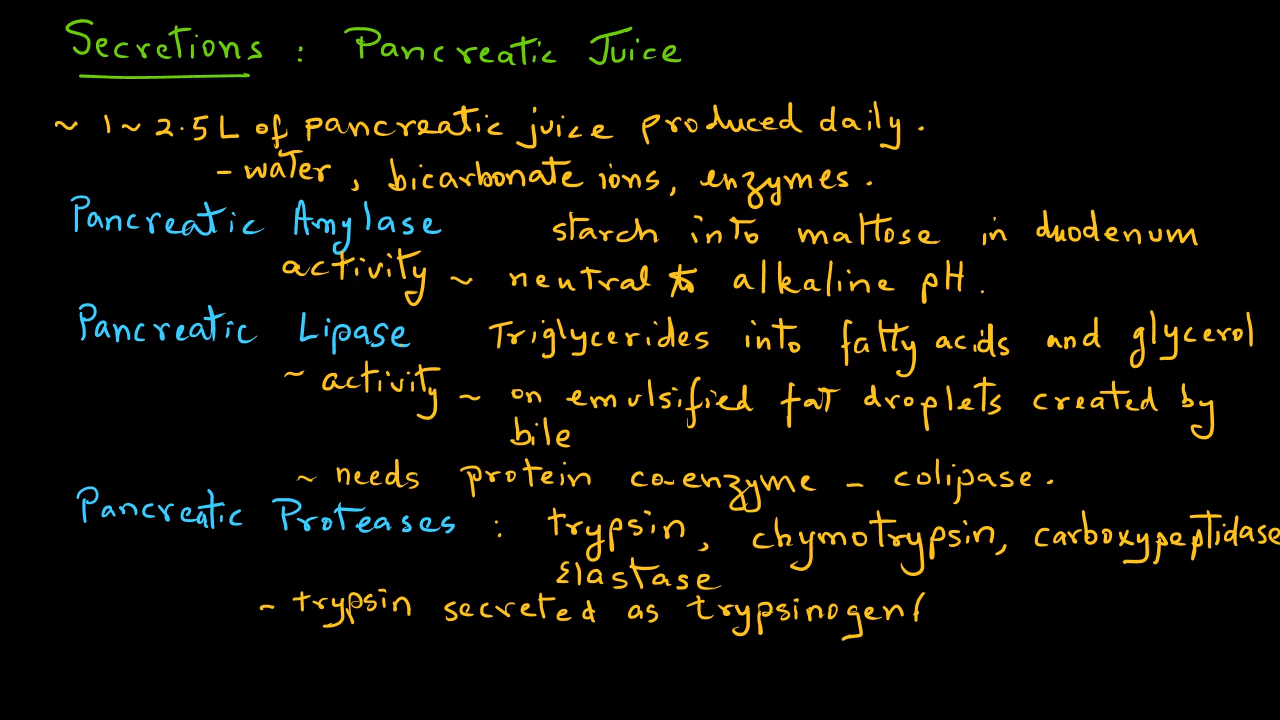 Secretions : Pancreatic Juice
~ 1 ~ 2.5 L of pancreatic juice produced daily.
- water, bicarbonate ions, enzymes.
Pancreatic Amylase starch into maltose in duodenum
activity ~ neutral to alkaline pH.
Pancreatic Lipase Triglycerides into fatty acids and glycerol
~ activity ~ on emulsified fat droplets created by
bile
~ needs protein co-enzyme - colipase.
Pancreatic Proteases : trypsin, chymotrypsin, carboxypeptidase
Elastase
~ trypsin secreted as trypsinogen(